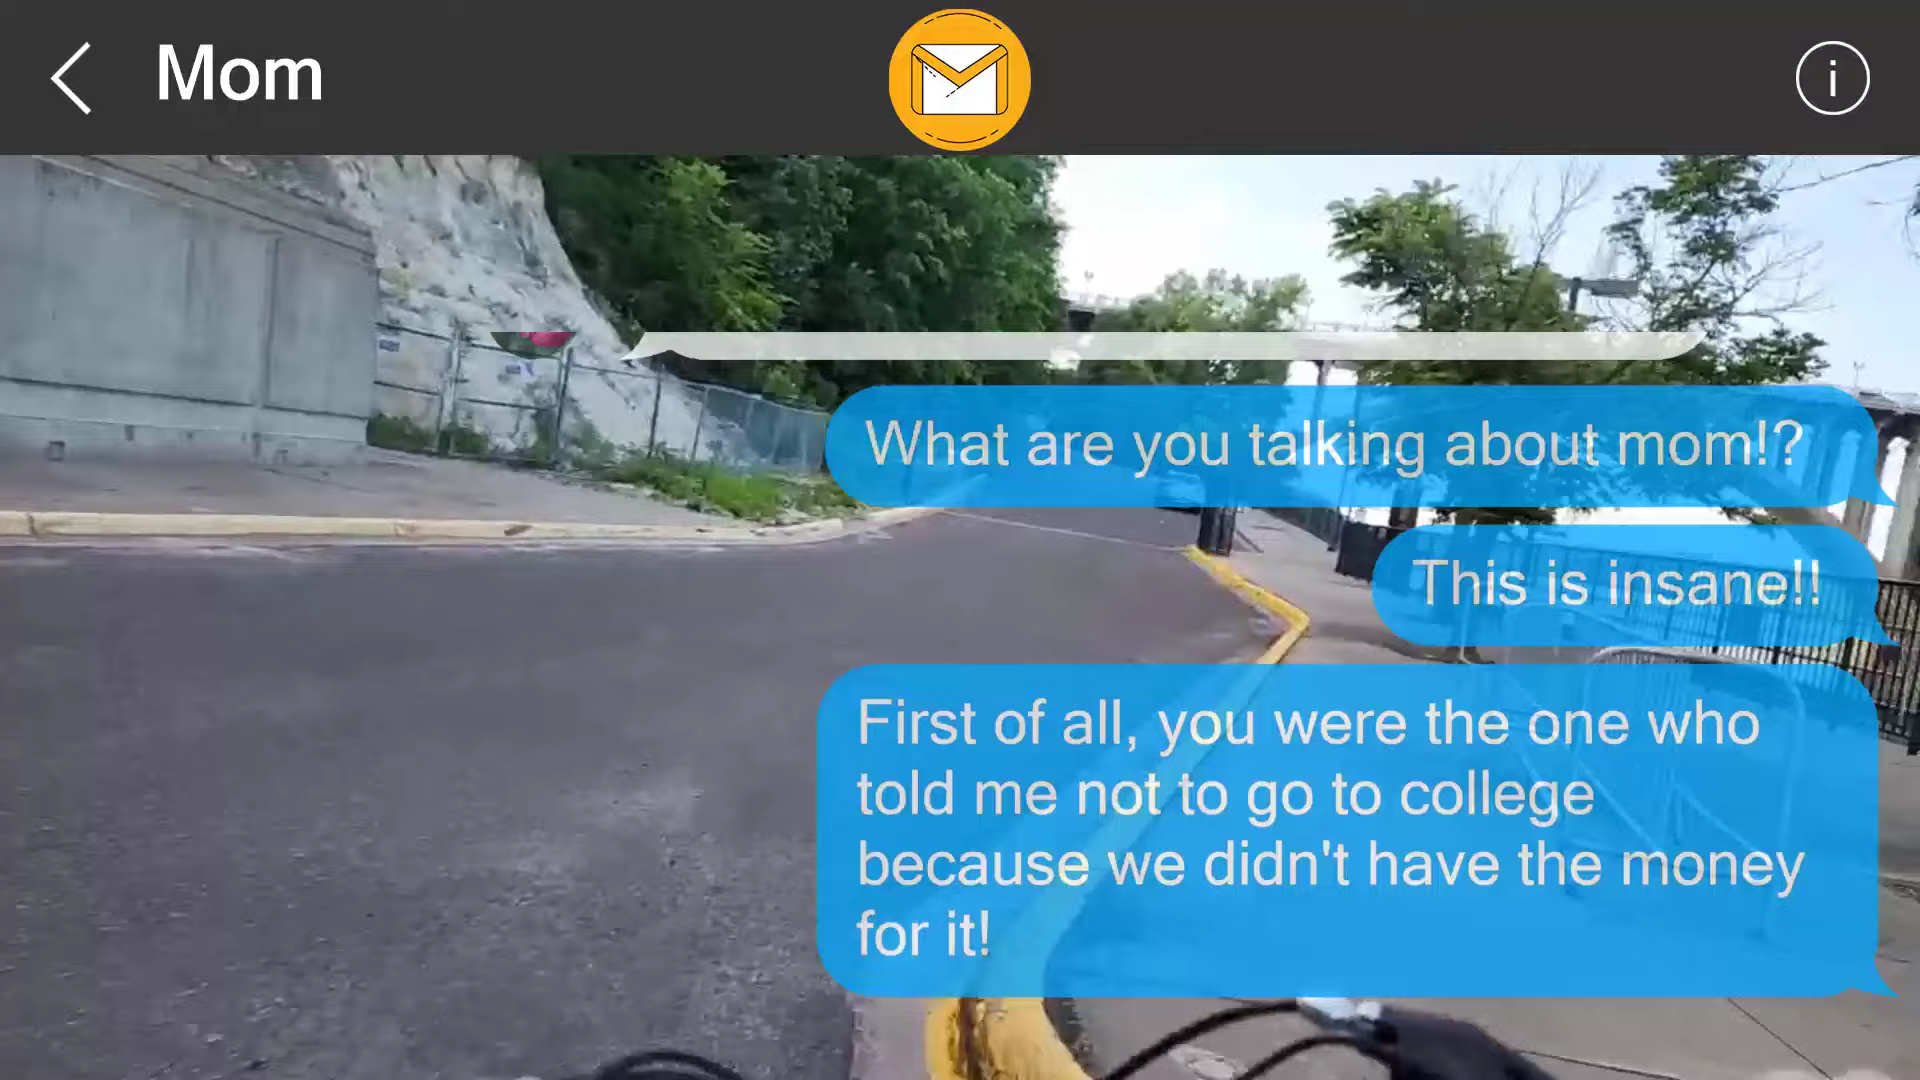 Mom
i
What are you talking about mom!?
This is insane!!
First of all, you were the one who
told me not to go to college
because we didn't have the money
for it!